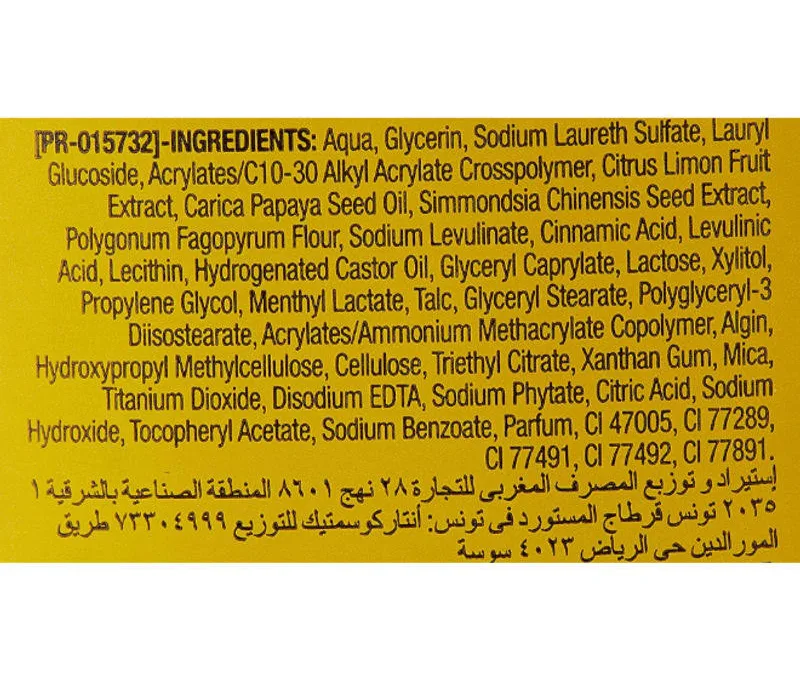 [PR-015732]-INGREDIENTS: Aqua, Glycerin, Sodium Laureth Sulfate, Lauryl
Glucoside, Acrylates/C10-30 Alkyl Acrylate Crosspolymer, Citrus Limon Fruit
Extract, Carica Papaya Seed Oil, Simmondsia Chinensis Seed Extract,
Polygonum Fagopyrum Flour, Sodium Levulinate, Cinnamic Acid, Levulinic
Acid, Lecithin, Hydrogenated Castor Oil, Glyceryl Caprylate, Lactose, Xylitol,
Propylene Glycol, Menthyl Lactate, Talc, Glyceryl Stearate, Polyglyceryl-3
Diisostearate, Acrylates/Ammonium Methacrylate Copolymer, Algin,
Hydroxypropyl Methylcellulose, Cellulose, Triethyl Citrate, Xanthan Gum, Mica,
Titanium Dioxide, Disodium EDTA, Sodium Phytate, Citric Acid, Sodium
Hydroxide, Tocopheryl Acetate, Sodium Benzoate, Parfum, CI 47005, CI 77289,
CI 77491, CI 77492, CI 77891.
إستيراد و توزيع المصرف المغربى للتجارة ٢٨ نهج ٨٦٠١ المنطقة الصناعية بالشرقية ١
٢٠٣٥ تونس قرطاج المستورد فى تونس: أنتاركوسمتيك للتوزيع ٧٣٣٠٤٩٩٩ طريق
المور الدين حى الرياض ٤٠٢٣ سوسة